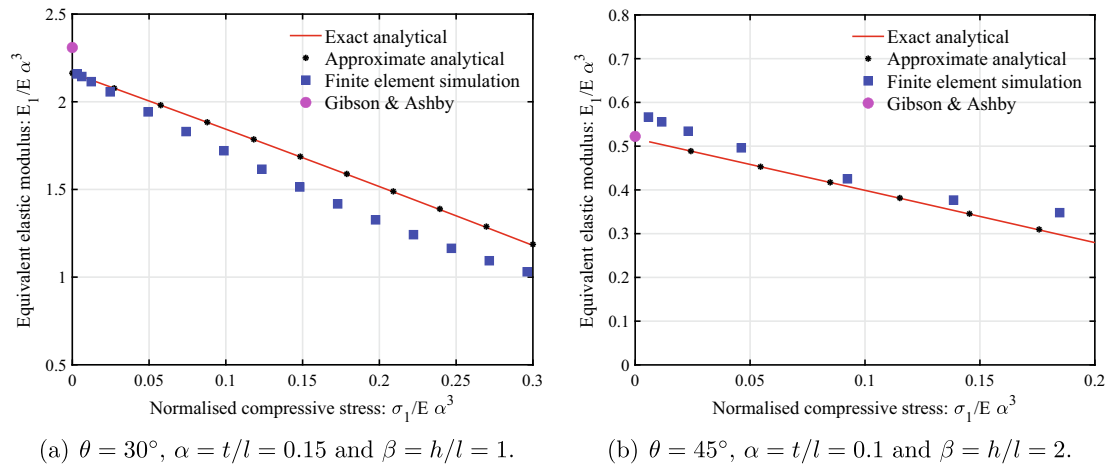 2.5
2
1.5
1
0.5
0
0.05
0.1
0.15
0.2
0.25
0.3
Equivalent elastic modulus: E₁/E α³
Normalised compressive stress: σ₁/E α³
Exact analytical
Approximate analytical
Finite element simulation
Gibson & Ashby
(a) θ = 30°, α = t/l = 0.15 and β = h/l = 1.
0.8
0.7
0.6
0.5
0.4
0.3
0.2
0.1
0
0
0.05
0.1
0.15
0.2
Equivalent elastic modulus: E₁/E α³
Normalised compressive stress: σ₁/E α³
Exact analytical
Approximate analytical
Finite element simulation
Gibson & Ashby
(b) θ = 45°, α = t/l = 0.1 and β = h/l = 2.